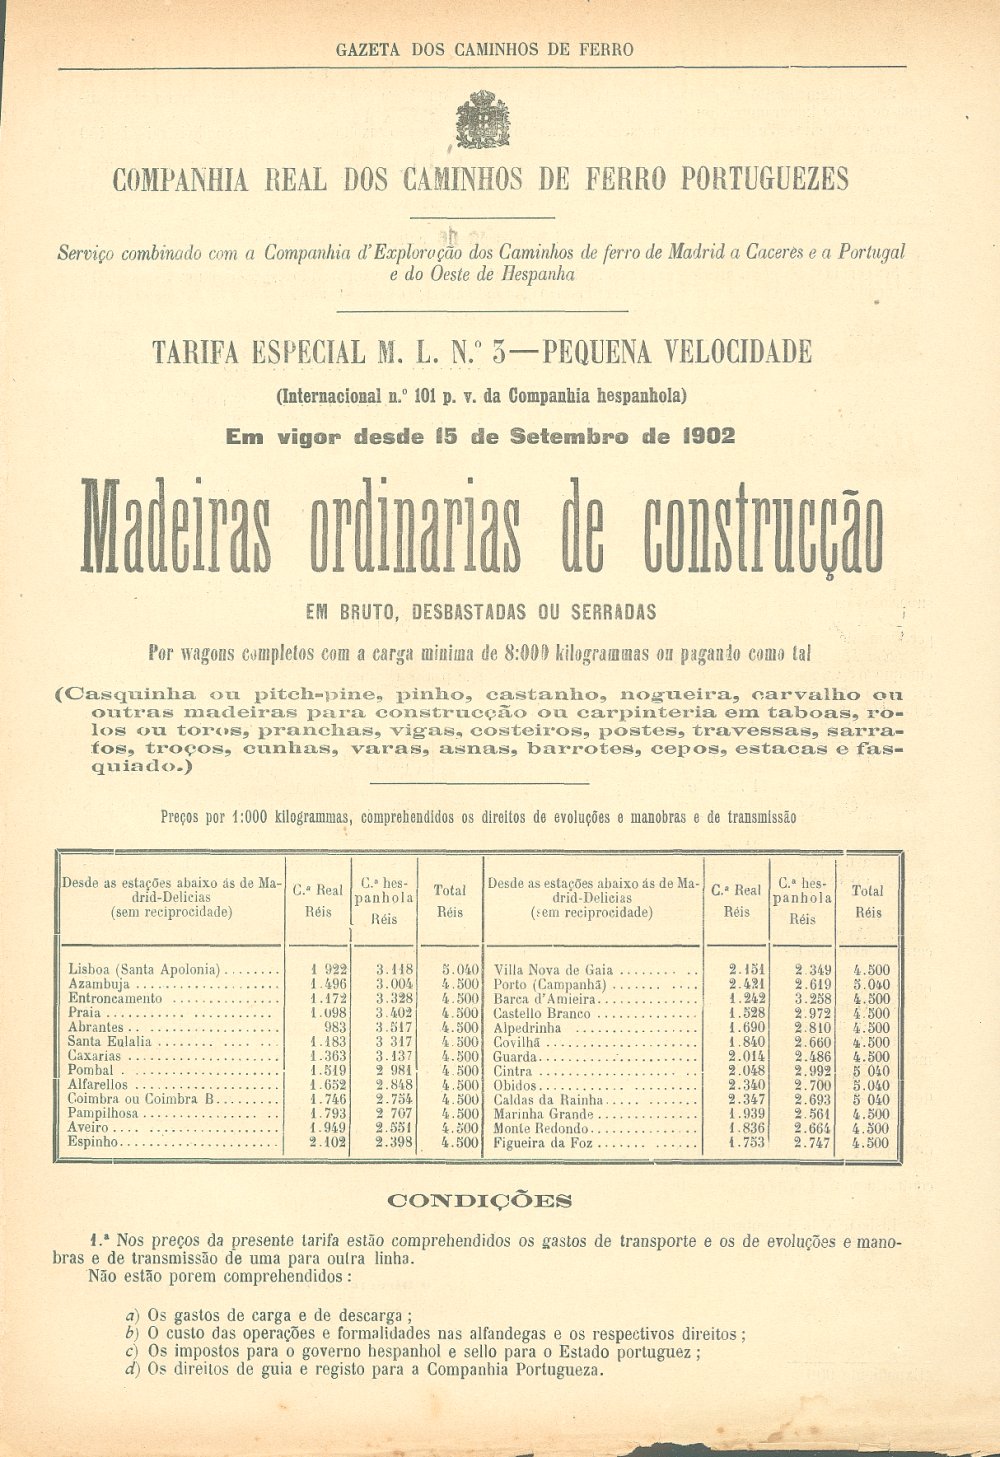 GAZETA DOS CAMINHOS DE FERRO
COMPANHIA REAL DOS CAMINHOS DE FERRO PORTUGUEZES
Serviço combinado com a Companhia d'Exploração dos Caminhos de ferro de Madrid a Caceres e a Portugal
e do Oeste de Hespanha
TARIFA ESPECIAL M. L. N.º 3—PEQUENA VELOCIDADE
(Internacional n.º 101 p. v. da Companhia hespanhola)
Em vigor desde 15 de Setembro de 1902
Madeiras ordinarias de construcção
EM BRUTO, DESBASTADAS OU SERRADAS
Por wagons completos com a carga minima de 8:000 kilogrammas ou pagando como tal
(Casquinha ou pitch-pine, pinho, castanho, nogueira, carvalho ou
outras madeiras para construcção ou carpinteria em taboas, ro-
los ou toros, pranchas, vigas, costeiros, postes, travessas, sarra-
fos, troços, cunhas, varas, asnas, barrotes, cepos, estacas e fas-
quiado.)
Preços por 1:000 kilogrammas, comprehendidos os direitos de evoluções e manobras e de transmissão
Desde as estações abaixo ás de Ma-
drid-Delicias
(sem reciprocidade) C.ª Real Réis C.ª hes-
panhola Réis Total Réis Desde as estações abaixo ás de Ma-
drid-Delicias
(sem reciprocidade) C.ª Real Réis C.ª hes-
panhola Réis Total Réis
Lisboa (Santa Apolonia)........ 1 922 3.118 5.040 Villa Nova de Gaia ........ .. 2.151 2.349 4.500
Azambuja .................... 1.496 3.004 4.500 Porto (Campanhã) ....... .... 2.421 2.619 5.040
Entroncamento ............... 1.172 3.328 4.500 Barca d'Amieira.............. 1.242 3.258 4.500
Praia ........... ........... 1.098 3.402 4.500 Castello Branco ............. 1.528 2.972 4.500
Abrantes .. ................. 983 3.517 4.500 Alpedrinha ................ 1.690 2.810 4.500
Santa Eulalia ........ .... ... 1.183 3 317 4.500 Covilhã ..................... 1.840 2.660 4.500
Caxarias .................... 1.363 3.137 4.500 Guarda...................... 2.014 2.486 4.500
Pombal . .................... 1.519 2 981 4.500 Cintra .................. .. 2.048 2.992 5 040
Alfarellos ................... 1.652 2.848 4.500 Obidos...................... 2.340 2.700 5.040
Coimbra ou Coimbra B......... 1.746 2.754 4.500 Caldas da Rainha..... ....... 2.347 2.693 5 040
Pampilhosa ............... .. 1.793 2 707 4.500 Marinha Grande.............. 1.939 2.561 4.500
Aveiro .... ................. 1.949 2.551 4.500 Monte Redondo............... 1.836 2.664 4.500
Espinho...................... 2.102 2.398 4.500 Figueira da Foz ....... ....... 1.753 2.747 4.500
CONDIÇÕES
1.ª Nos preços da presente tarifa estão comprehendidos os gastos de transporte e os de evoluções e mano-
bras e de transmissão de uma para outra linha.
Não estão porem comprehendidos :
a) Os gastos de carga e de descarga ;
b) O custo das operações e formalidades nas alfandegas e os respectivos direitos ;
c) Os impostos para o governo hespanhol e sello para o Estado portuguez ;
d) Os direitos de guia e registo para a Companhia Portugueza.